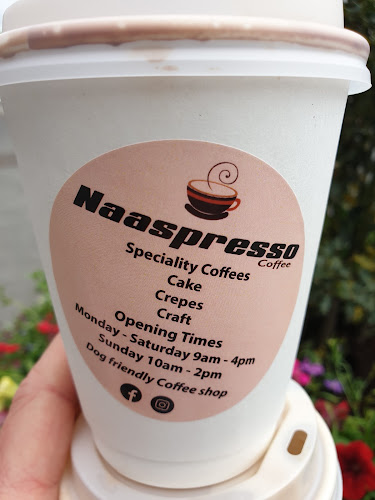 Naaspresso
Coffee
Speciality Coffees
Cake
Crepes
Craft
Opening Times
Monday - Saturday 9am - 4pm
Sunday 10am - 2pm
Dog friendly Coffee shop